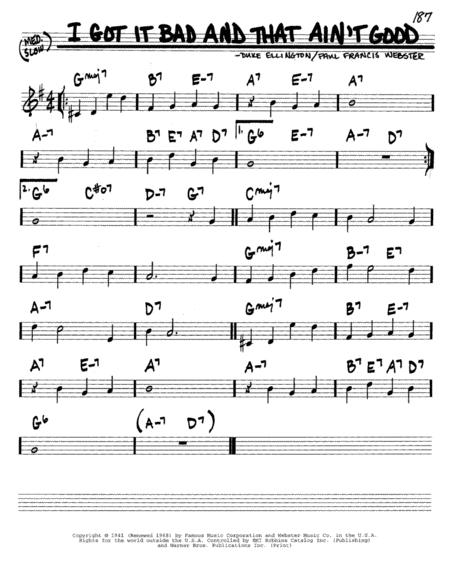 187
(MED. SLOW) I GOT IT BAD AND THAT AIN'T GOOD
-DUKE ELLINGTON/PAUL FRANCIS WEBSTER
Gmaj7 B7 E-7 A7 E-7 A7
A-7 B7 E7 A7 D7 1. G6 E-7 A-7 D7
2. G6 C#o7 D-7 G7 Cmaj7
F7 Gmaj7 B-7 E7
A-7 D7 Gmaj7 B7 E-7
A7 E-7 A7 A-7 B7 E7 A7 D7
G6 (A-7 D7)
Copyright © 1941 (Renewed 1968) by Famous Music Corporation and Webster Music Co. in the U.S.A.
Rights for the world outside the U.S.A. Controlled by EMI Robbins Catalog Inc. (Publishing)
and Warner Bros. Publications Inc. (Print)